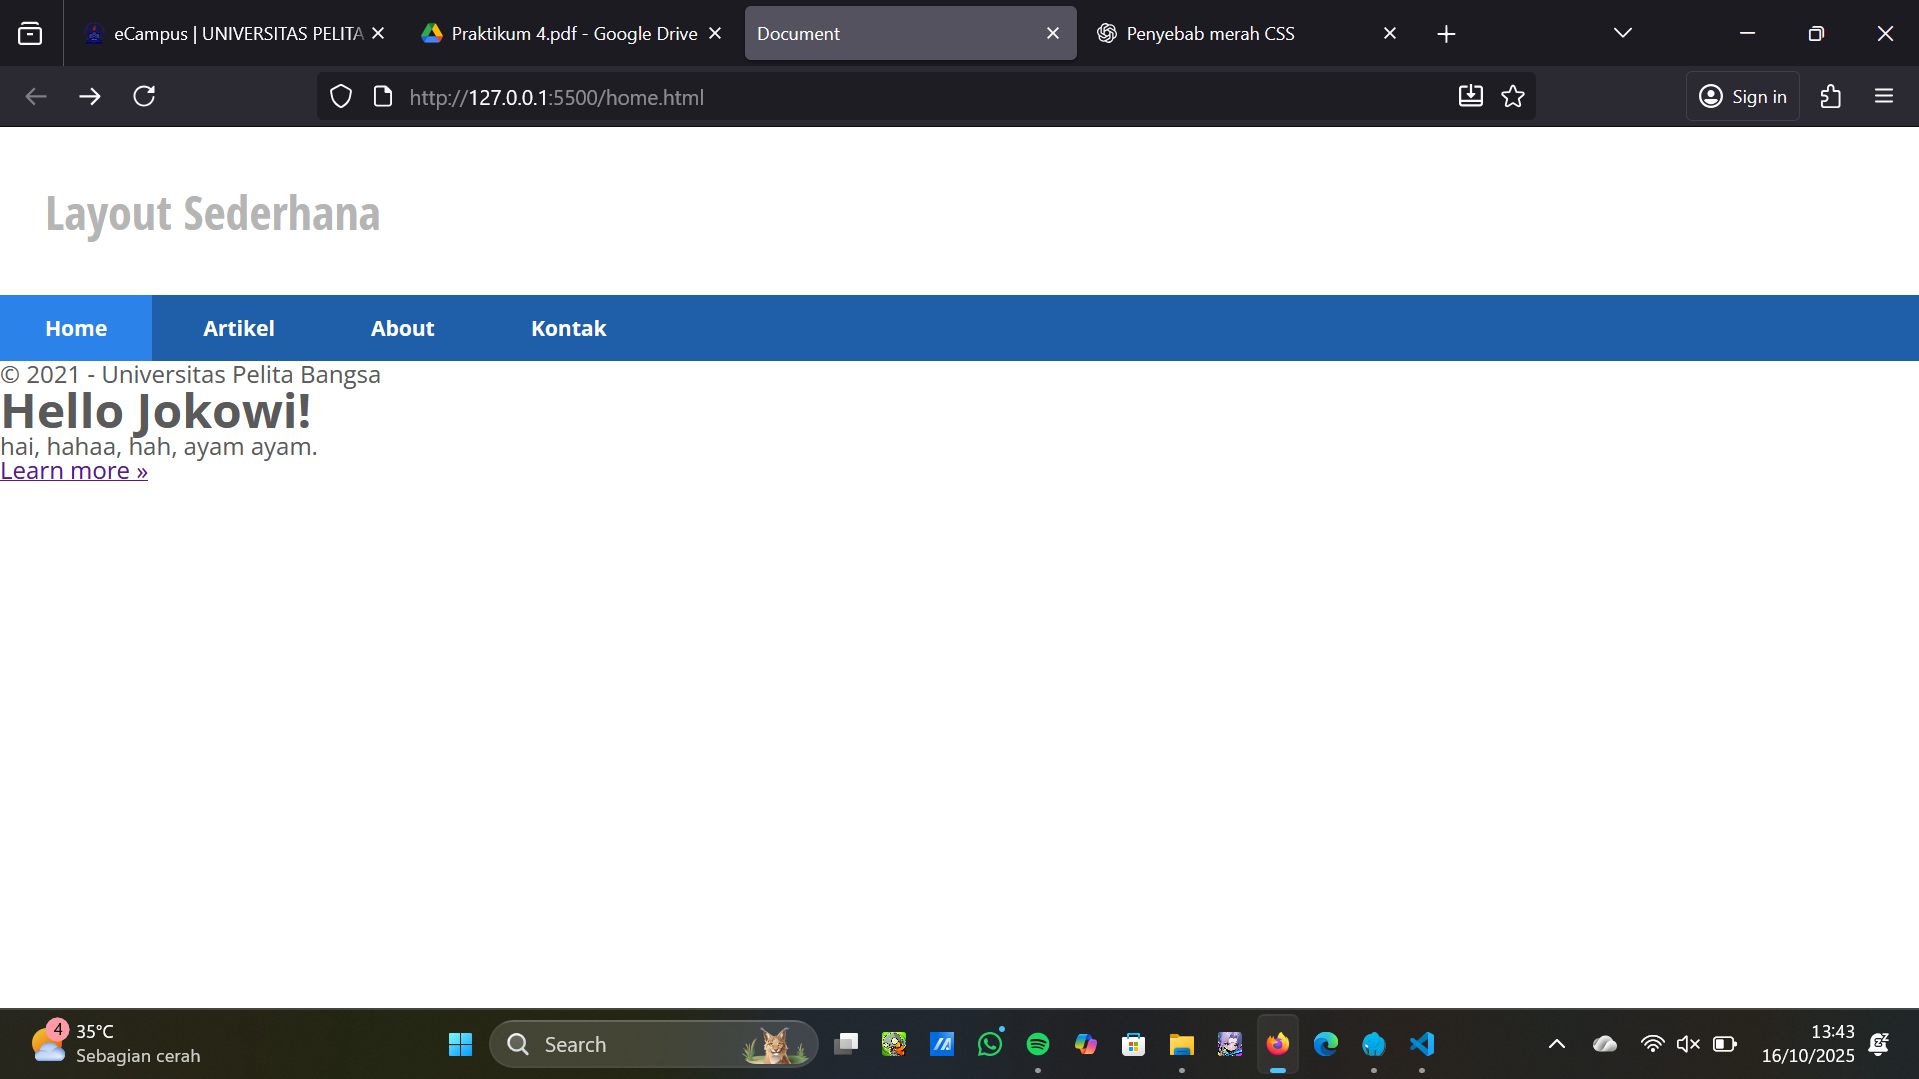 eCampus | UNIVERSITAS PELITA
Praktikum 4.pdf - Google Drive
Document
Penyebab merah CSS
http://127.0.0.1:5500/home.html
Sign in
Layout Sederhana
Home Artikel About Kontak
© 2021 - Universitas Pelita Bangsa
Hello Jokowi!
hai, hahaa, hah, ayam ayam.
Learn more »
4
35°C
Sebagian cerah
Search
13:43
16/10/2025